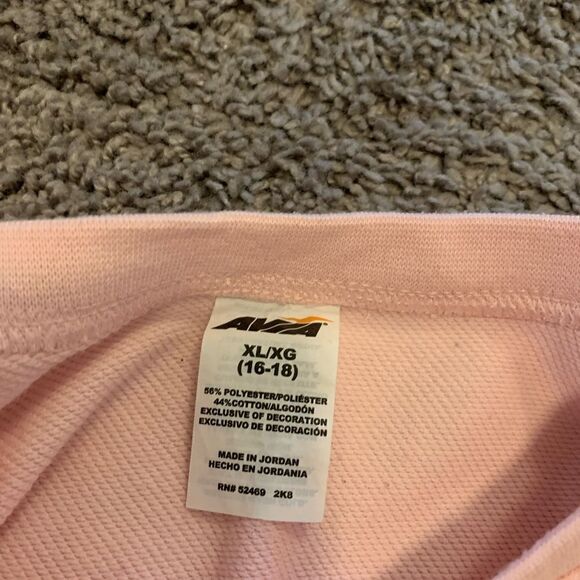 AVIA
XL/XG
(16-18)
56% POLYESTER/POLIÉSTER
44%COTTON/ALGODÓN
EXCLUSIVE OF DECORATION
EXCLUSIVO DE DECORACIÓN
MADE IN JORDAN
HECHO EN JORDANIA
RN# 52469 2K8